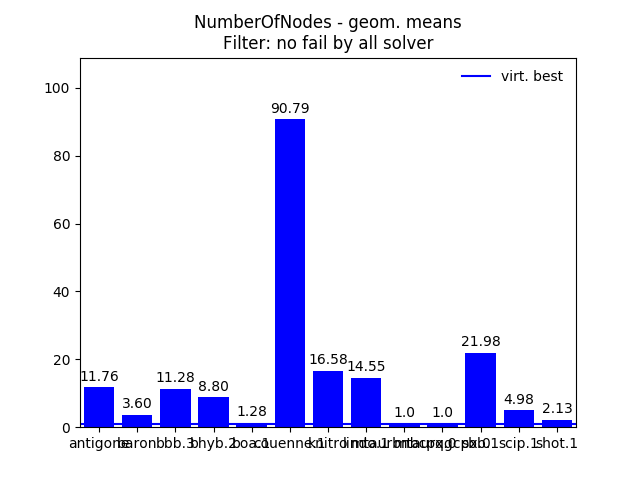 NumberOfNodes - geom. means
Filter: no fail by all solver
virt. best
100
80
60
40
20
0
11.76
3.60
11.28
8.80
1.28
90.79
16.58
14.55
1.0
1.0
21.98
4.98
2.13
antigone
baron
bbb.3
bhyb.2
boa.1
couenne.1
knitro
scip.1
shot.1